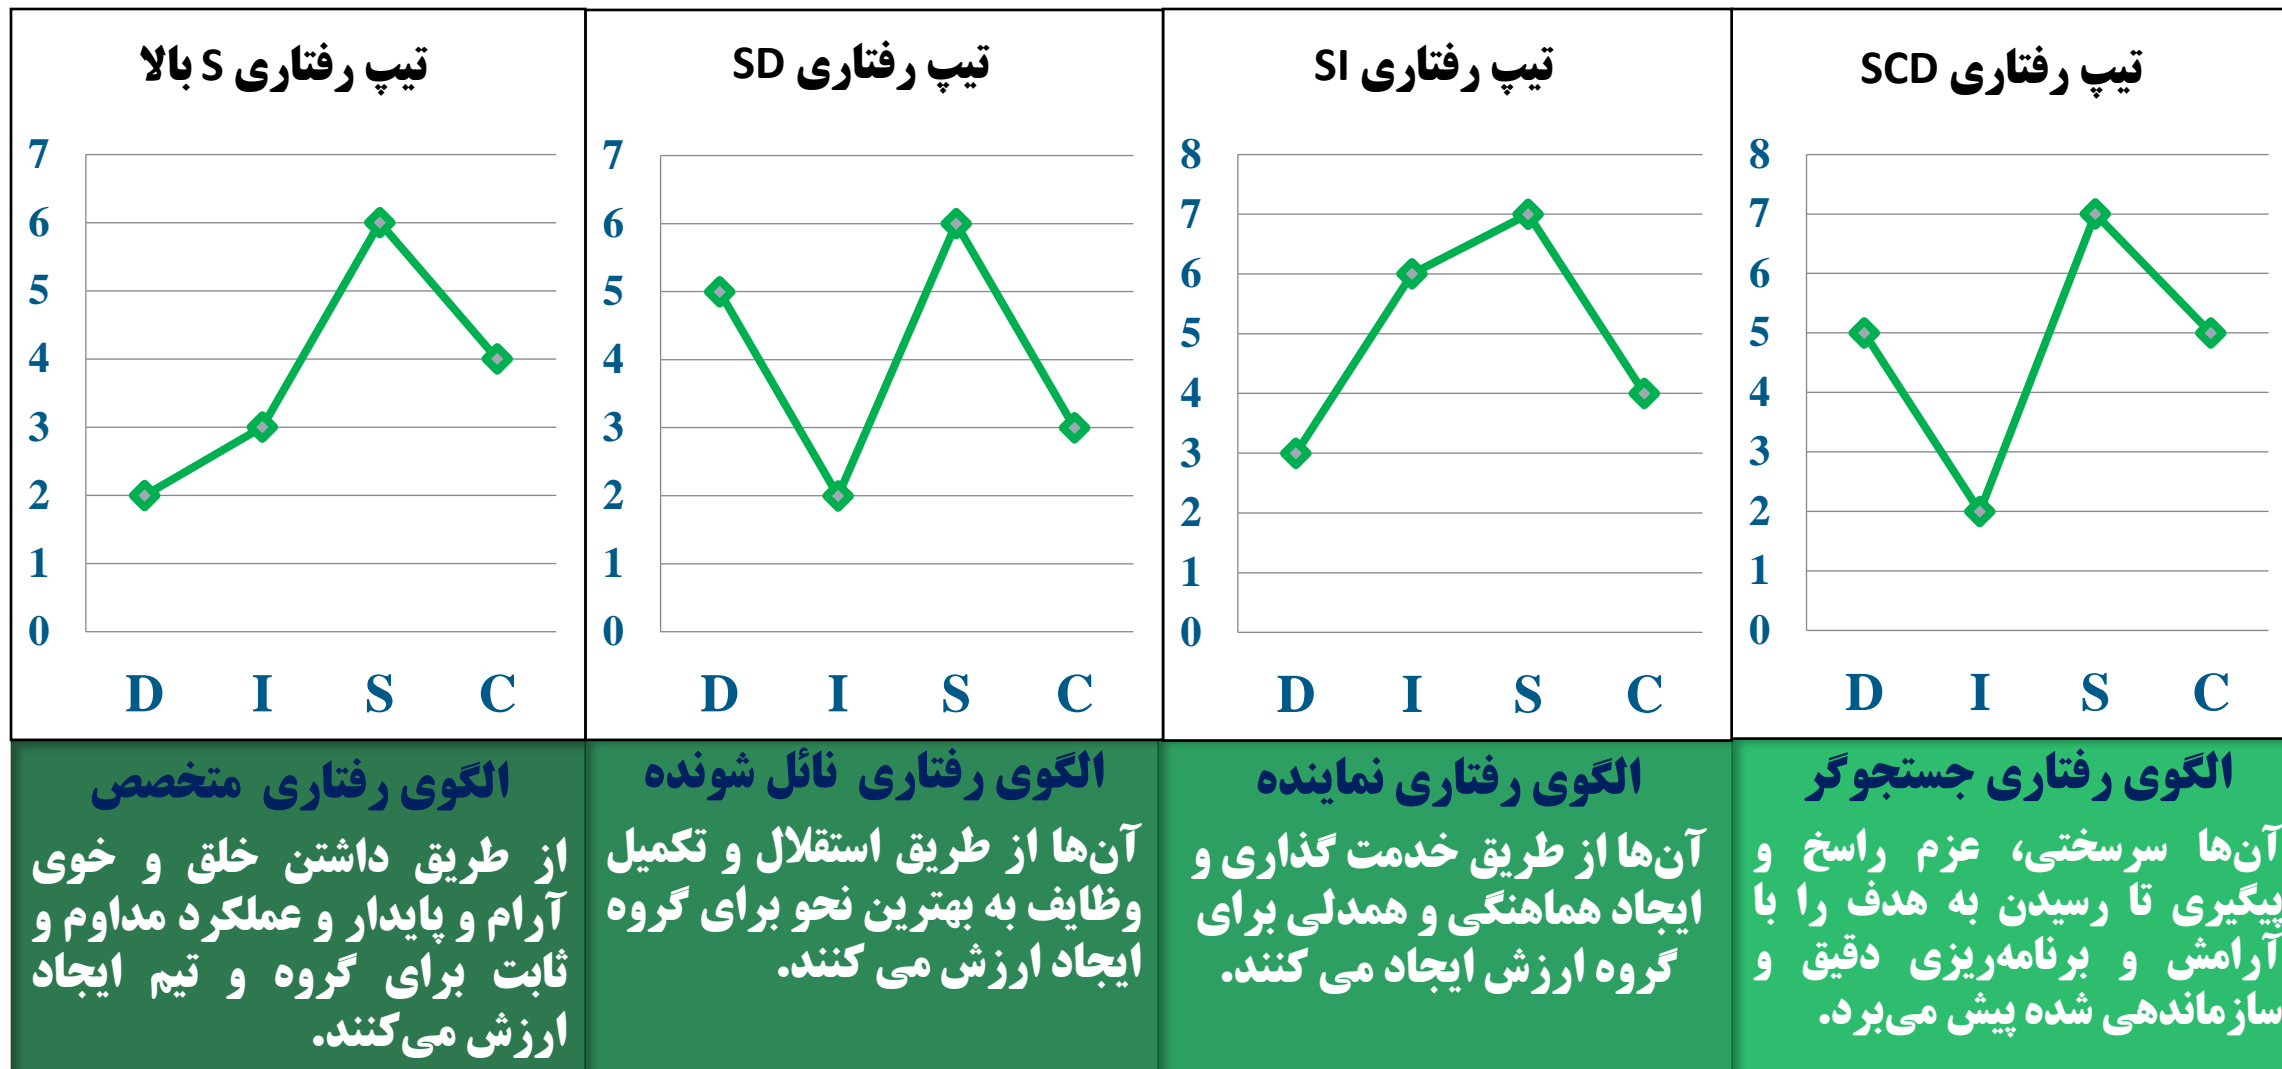 تیپ رفتاری SCD
8
7
6
5
4
3
2
1
0
D I S C
الگوی رفتاری جستجوگر
آن‌ها سرسختی، عزم راسخ و
پیگیری تا رسیدن به هدف را با
آرامش و برنامه‌ریزی دقیق و
سازماندهی شده پیش می‌برد.
تیپ رفتاری SI
8
7
6
5
4
3
2
1
0
D I S C
الگوی رفتاری نماینده
آن‌ها از طریق خدمت گذاری و
ایجاد هماهنگی و همدلی برای
گروه ارزش ایجاد می کنند.
تیپ رفتاری SD
7
6
5
4
3
2
1
0
D I S C
الگوی رفتاری نائل شونده
آن‌ها از طریق استقلال و تکمیل
وظایف به بهترین نحو برای گروه
ایجاد ارزش می کنند.
تیپ رفتاری S بالا
7
6
5
4
3
2
1
0
D I S C
الگوی رفتاری متخصص
از طریق داشتن خلق و خوی
آرام و پایدار و عملکرد مداوم و
ثابت برای گروه و تیم ایجاد
ارزش می‌کنند.